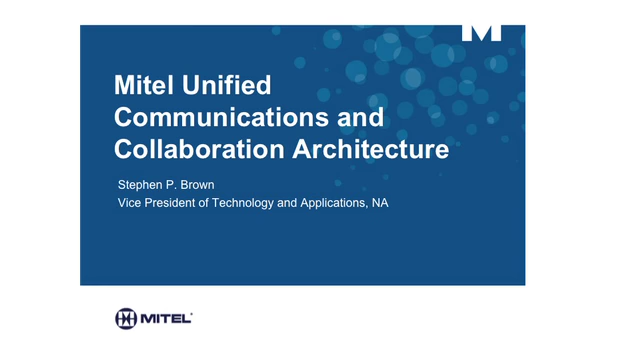 M
Mitel Unified
Communications and
Collaboration Architecture
Stephen P. Brown
Vice President of Technology and Applications, NA
MITEL